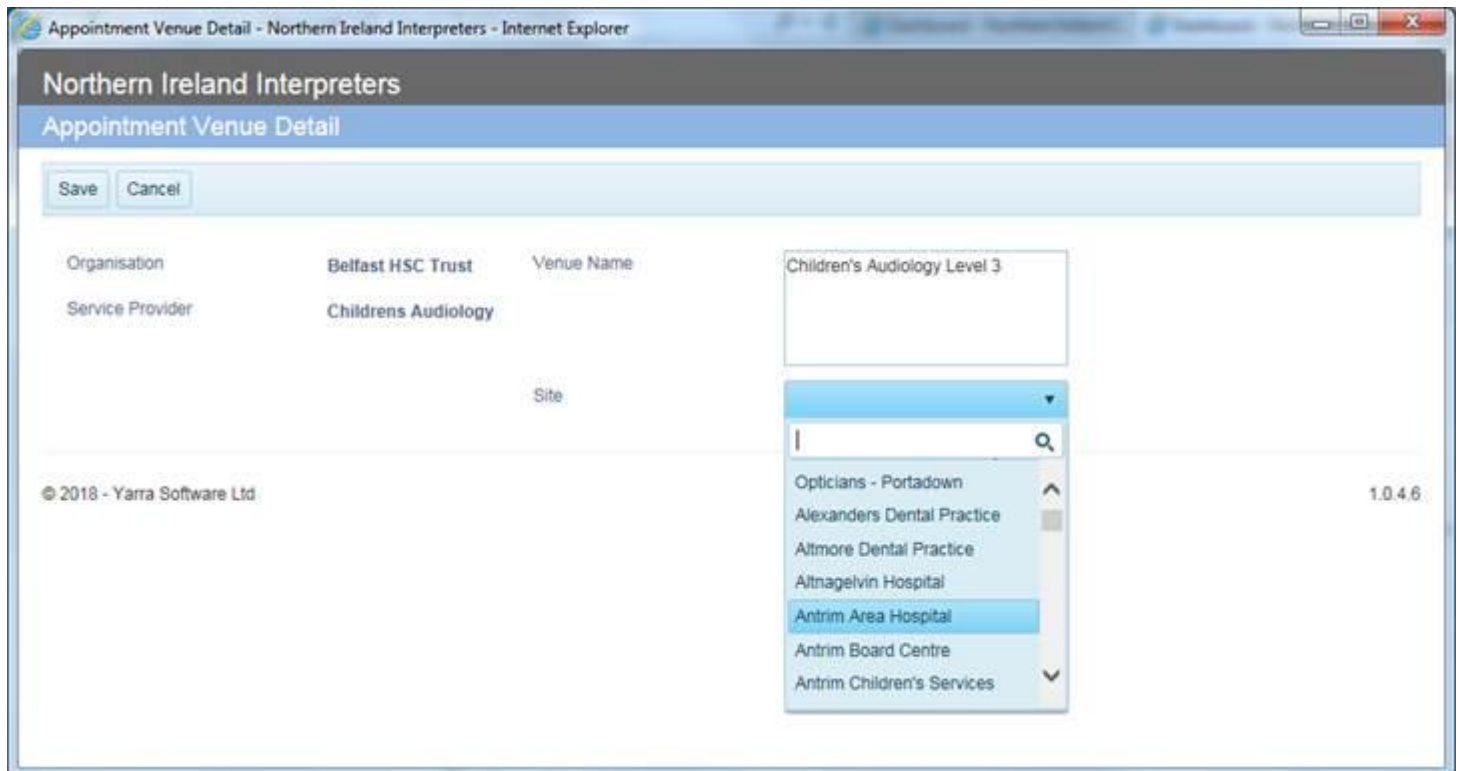 Appointment Venue Detail - Northern Ireland Interpreters - Internet Explorer
Northern Ireland Interpreters
Appointment Venue Detail
Save Cancel
Organisation Belfast HSC Trust Venue Name Children's Audiology Level 3
Service Provider Childrens Audiology
Site
Opticians - Portadown
© 2018 - Yarra Software Ltd 1.0.4.6
Alexanders Dental Practice
Altmore Dental Practice
Altnagelvin Hospital
Antrim Area Hospital
Antrim Board Centre
Antrim Children's Services